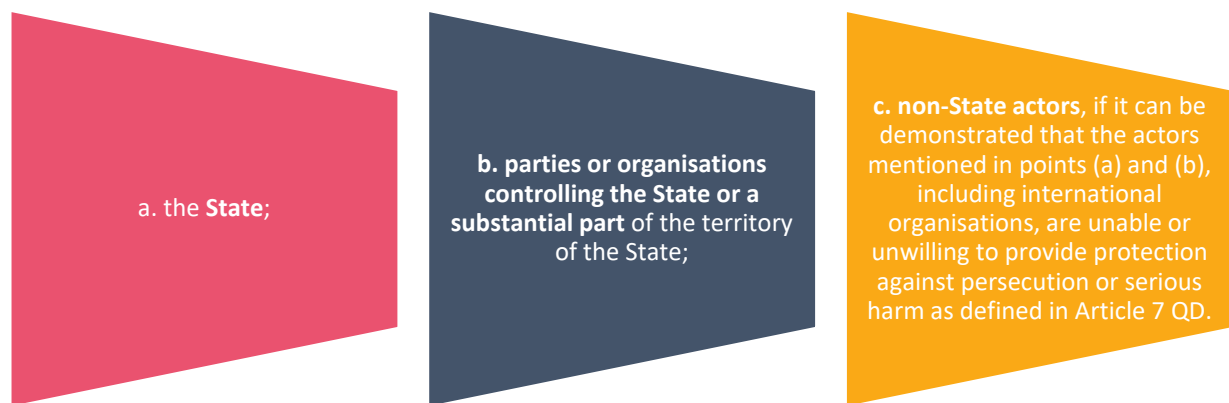 a. the State;
b. parties or organisations
controlling the State or a
substantial part of the territory
of the State;
c. non-State actors, if it can be
demonstrated that the actors
mentioned in points (a) and (b),
including international
organisations, are unable or
unwilling to provide protection
against persecution or serious
harm as defined in Article 7 QD.